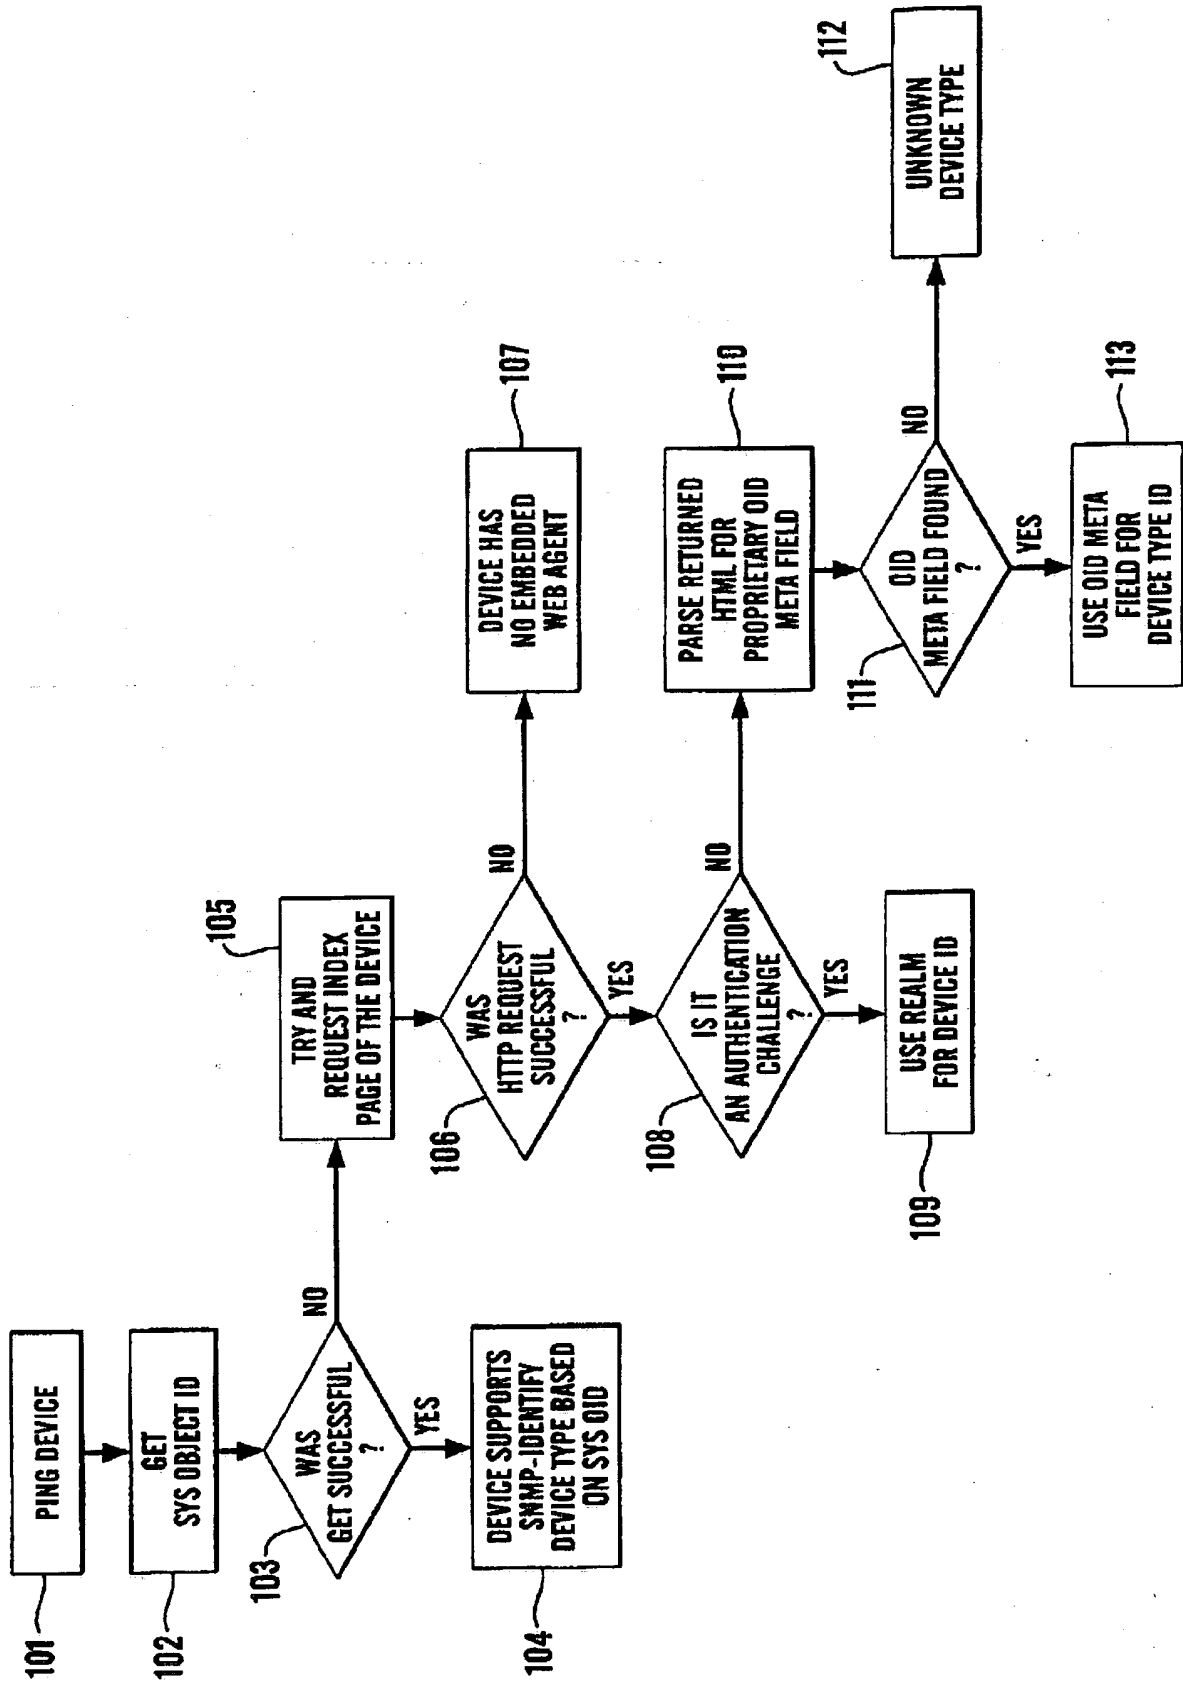 101
PING DEVICE
102
GET
SYS OBJECT ID
103
WAS
GET SUCCESSFUL
?
NO
YES
104
DEVICE SUPPORTS
SNMP-IDENTIFY
DEVICE TYPE BASED
ON SYS OID
105
TRY AND
REQUEST INDEX
PAGE OF THE DEVICE
106
WAS
HTTP REQUEST
SUCCESSFUL
?
NO
YES
107
DEVICE HAS
NO EMBEDDED
WEB AGENT
108
IS IT
AN AUTHENTICATION
CHALLENGE
?
NO
YES
109
USE REALM
FOR DEVICE ID
110
PARSE RETURNED
HTML FOR
PROPRIETARY OID
META FIELD
111
OID
META FIELD FOUND
?
NO
YES
112
UNKNOWN
DEVICE TYPE
113
USE OID META
FIELD FOR
DEVICE TYPE ID